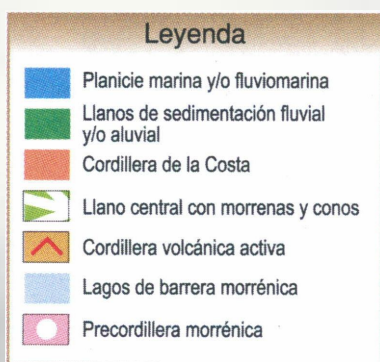 Leyenda
Planicie marina y/o fluviomarina
Llanos de sedimentación fluvial
y/o aluvial
Cordillera de la Costa
Llano central con morrenas y conos
Cordillera volcánica activa
Lagos de barrera morrénica
Precordillera morrénica